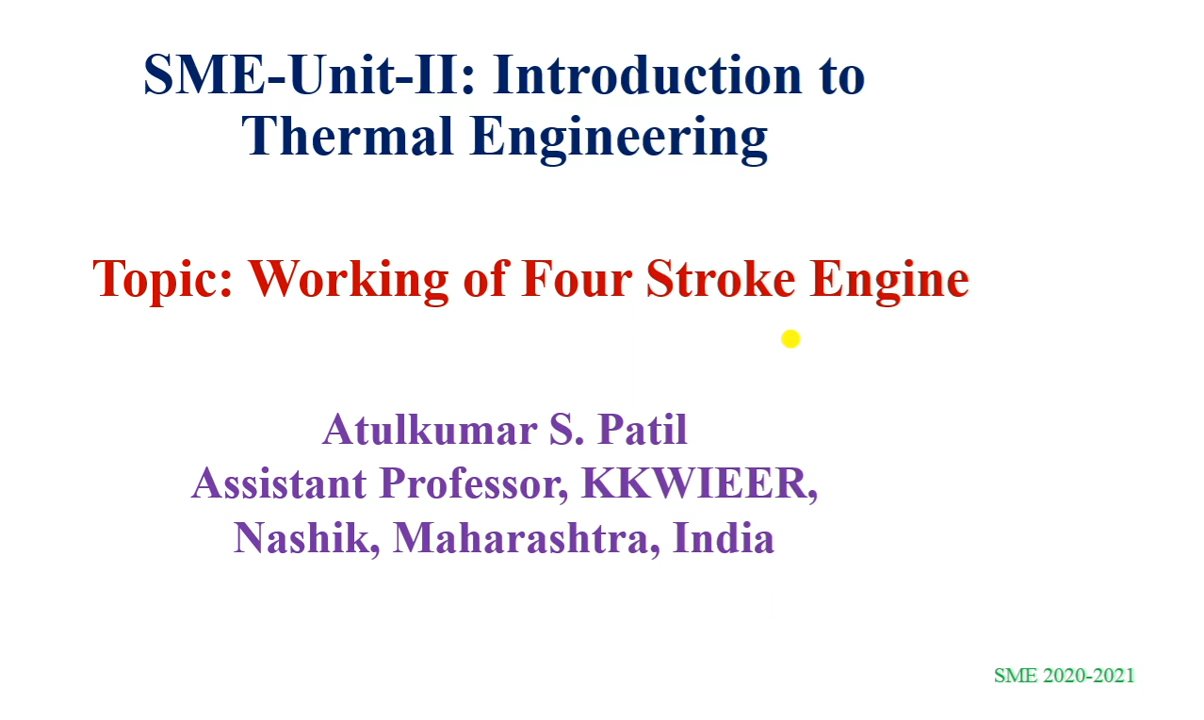 SME-Unit-II: Introduction to
Thermal Engineering
Topic: Working of Four Stroke Engine
Atulkumar S. Patil
Assistant Professor, KKWIEER,
Nashik, Maharashtra, India
SME 2020-2021